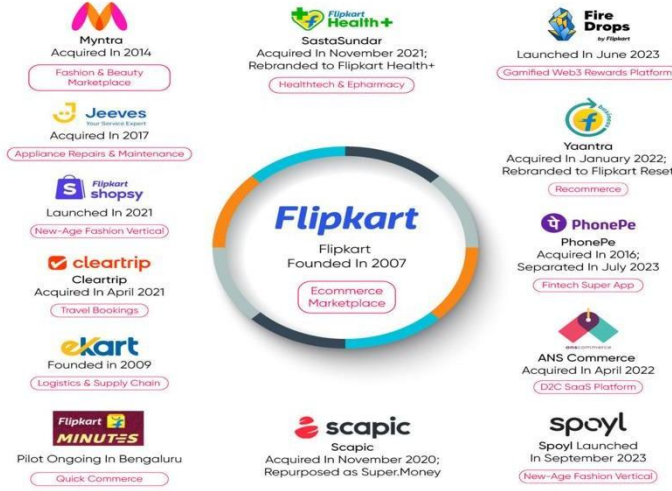 Myntra
Acquired In 2014
Fashion & Beauty
Marketplace
Jeeves
Your Service Expert
Acquired In 2017
Appliance Repairs & Maintenance
Flipkart
shopsy
Launched In 2021
New-Age Fashion Vertical
cleartrip
Cleartrip
Acquired In April 2021
Travel Bookings
ekart
Founded in 2009
Logistics & Supply Chain
Flipkart
MINUTES
Pilot Ongoing In Bengaluru
Quick Commerce
Flipkart
Health+
SastaSundar
Acquired In November 2021;
Rebranded to Flipkart Health+
Healthtech & Epharmacy
Flipkart
Flipkart
Founded In 2007
Ecommerce
Marketplace
scapic
Scapic
Acquired In November 2020;
Repurposed as Super.Money
Fire
Drops
by Flipkart
Launched In June 2023
Gamified Web3 Rewards Platform
business
Yaantra
Acquired In January 2022;
Rebranded to Flipkart Reset
Recommerce
PhonePe
PhonePe
Acquired In 2016;
Separated In July 2023
Fintech Super App
anscommerce
ANS Commerce
Acquired In April 2022
D2C SaaS Platform
spoyl
Spoyl Launched
In September 2023
New-Age Fashion Vertical